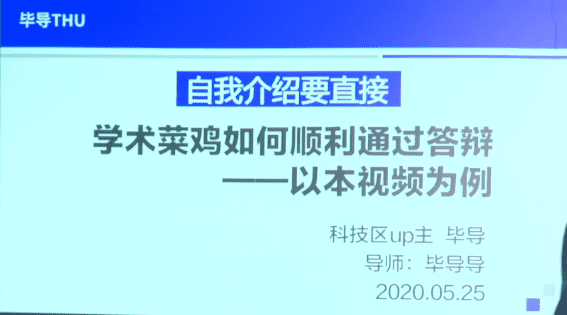 毕导THU
自我介绍要直接
学术菜鸡如何顺利通过答辩
——以本视频为例
科技区up主 毕导
导师：毕导导
2020.05.25